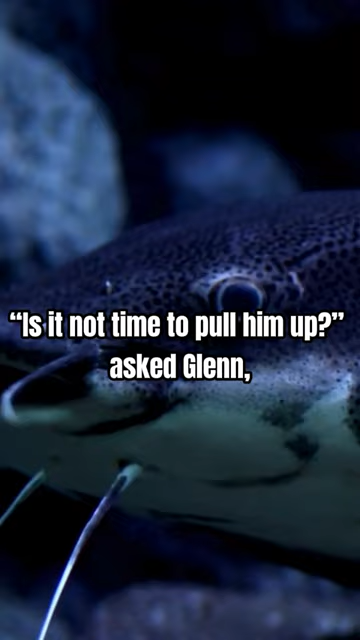 “Is it not time to pull him up?”
asked Glenn,